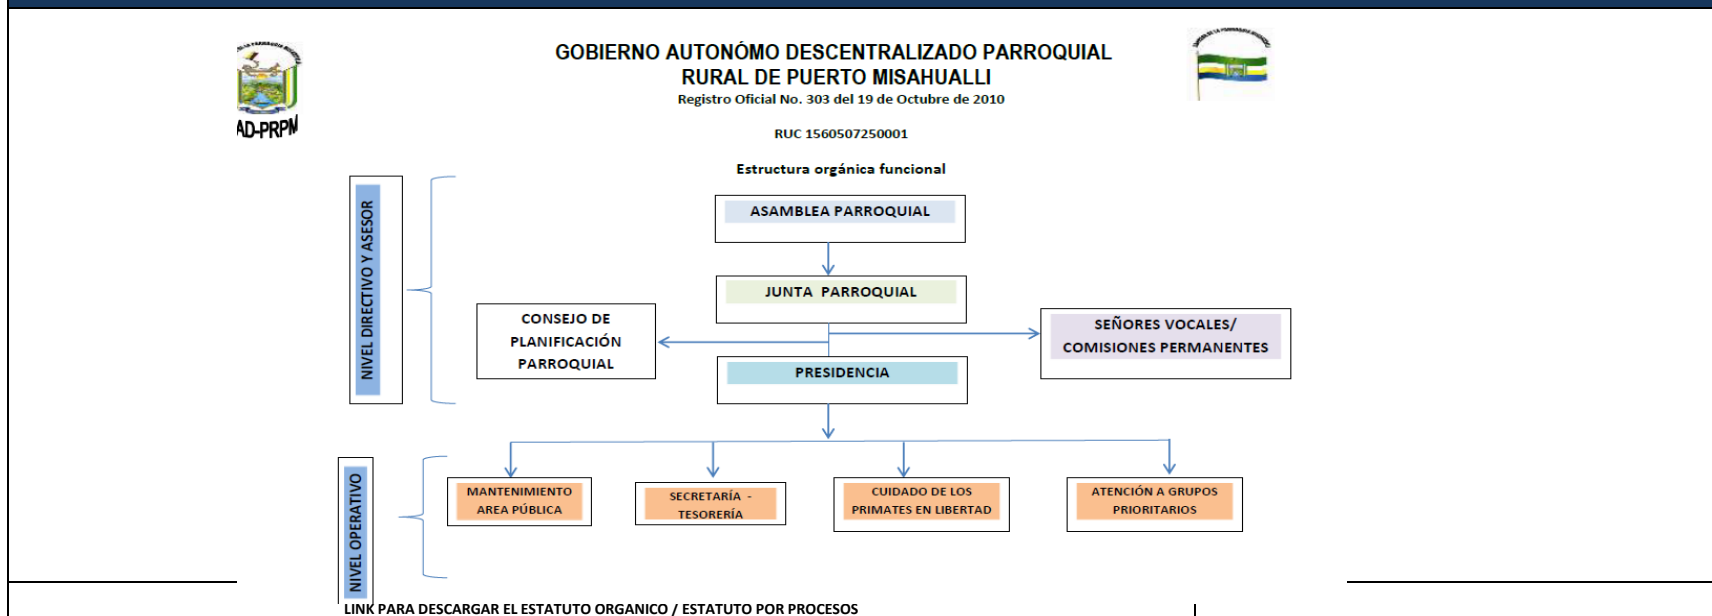 GOBIERNO AUTONÓMO DESCENTRALIZADO PARROQUIAL
RURAL DE PUERTO MISAHUALLI
Registro Oficial No. 303 del 19 de Octubre de 2010
AD-PRPM
RUC 1560507250001
Estructura orgánica funcional
NIVEL DIRECTIVO Y ASESOR
ASAMBLEA PARROQUIAL
JUNTA PARROQUIAL
CONSEJO DE
PLANIFICACIÓN
PARROQUIAL
SEÑORES VOCALES/
COMISIONES PERMANENTES
PRESIDENCIA
NIVEL OPERATIVO
MANTENIMIENTO
AREA PÚBLICA
SECRETARÍA -
TESORERÍA
CUIDADO DE LOS
PRIMATES EN LIBERTAD
ATENCIÓN A GRUPOS
PRIORITARIOS
LINK PARA DESCARGAR EL ESTATUTO ORGANICO / ESTATUTO POR PROCESOS